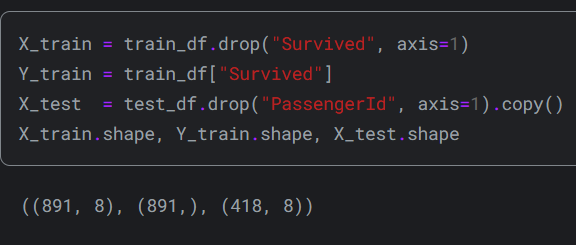 X_train = train_df.drop("Survived", axis=1)
Y_train = train_df["Survived"]
X_test  = test_df.drop("PassengerId", axis=1).copy()
X_train.shape, Y_train.shape, X_test.shape
((891, 8), (891,), (418, 8))